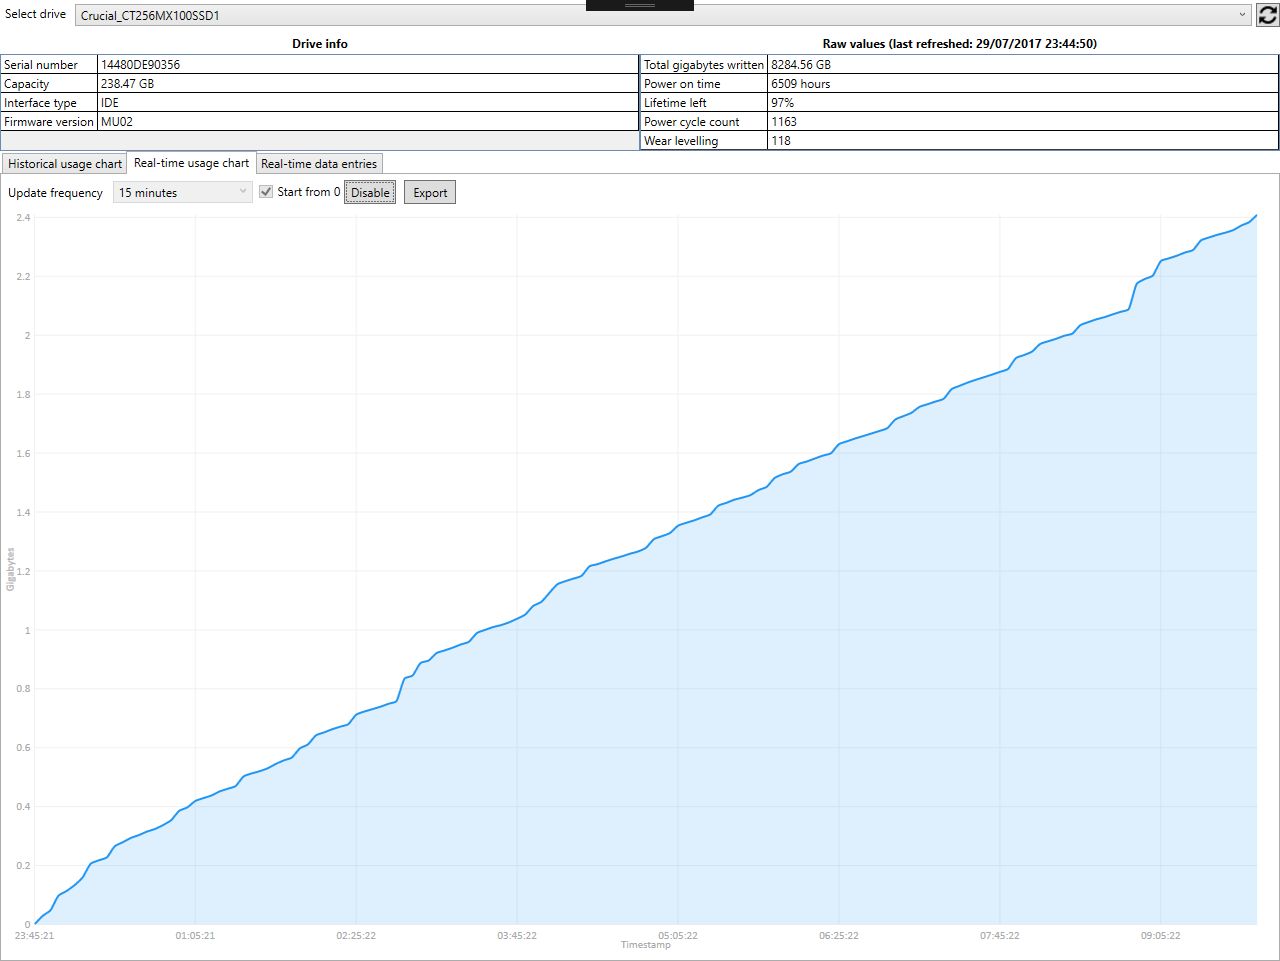 Select drive Crucial_CT256MX100SSD1
Drive info
Serial number 14480DE90356
Capacity 238.47 GB
Interface type IDE
Firmware version MU02
Raw values (last refreshed: 29/07/2017 23:44:50)
Total gigabytes written 8284.56 GB
Power on time 6509 hours
Lifetime left 97%
Power cycle count 1163
Wear levelling 118
Historical usage chart Real-time usage chart Real-time data entries
Update frequency 15 minutes Start from 0 Disable Export
2.4
2.2
2
1.8
1.6
1.4
1.2
1
0.8
0.6
0.4
0.2
0
Gigabytes
23:45:21 01:05:21 02:25:22 03:45:22 05:05:22 06:25:22 07:45:22 09:05:22
Timestamp